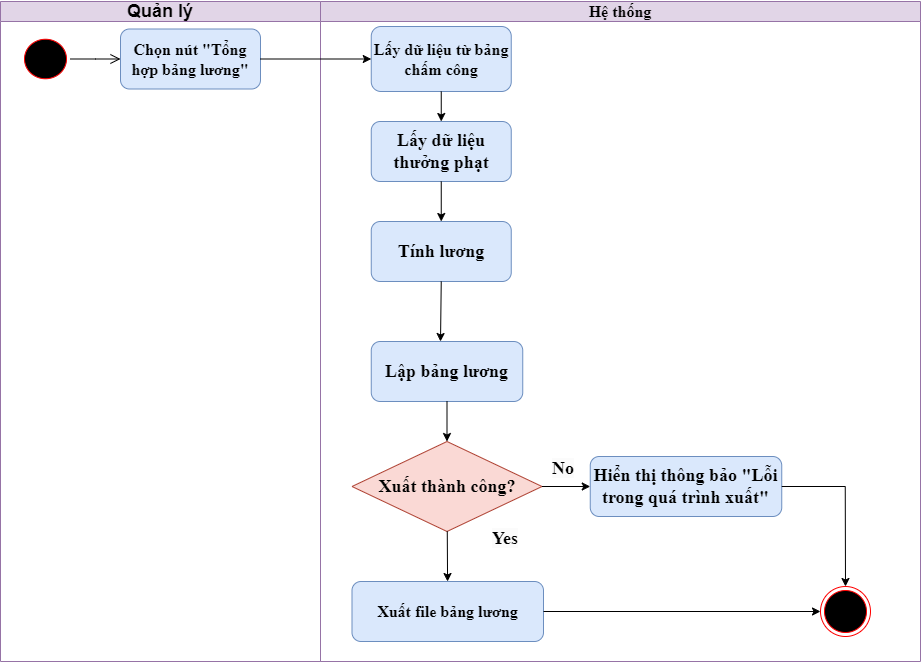 Quản lý
Hệ thống
Chọn nút "Tổng
hợp bảng lương"
Lấy dữ liệu từ bảng
chấm công
Lấy dữ liệu
thưởng phạt
Tính lương
Lập bảng lương
Xuất thành công?
No
Hiển thị thông bảo "Lỗi
trong quá trình xuất"
Yes
Xuất file bảng lương